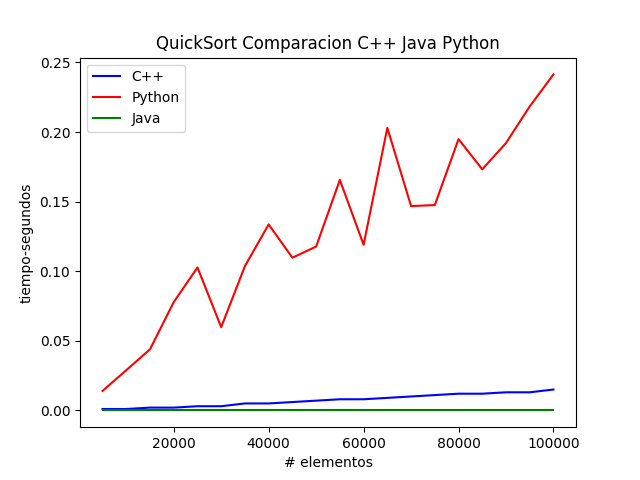 QuickSort Comparacion C++ Java Python
C++
Python
Java
0.25
0.20
0.15
0.10
0.05
0.00
tiempo-segundos
20000
40000
60000
80000
100000
# elementos